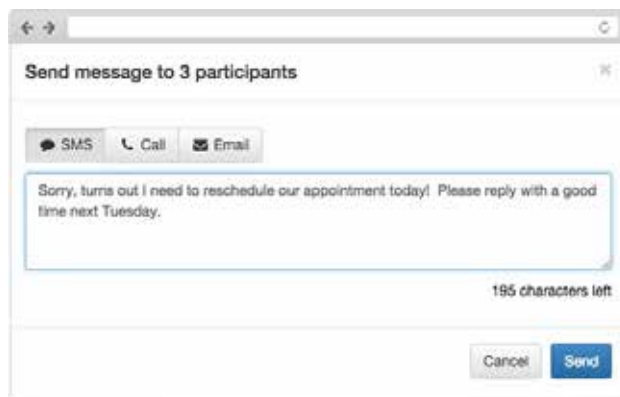 Send message to 3 participants
SMS Call Email
Sorry, turns out I need to reschedule our appointment today! Please reply with a good
time next Tuesday.
195 characters left
Cancel Send